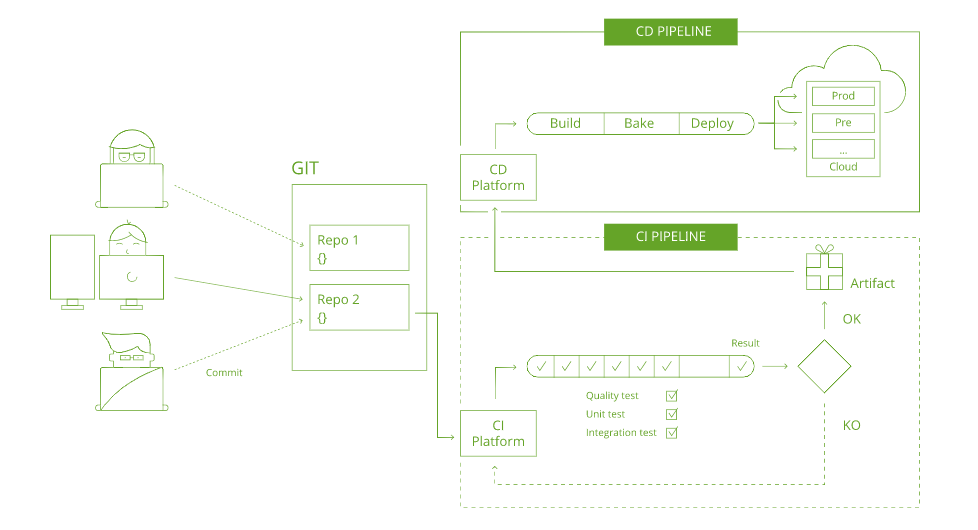 CD PIPELINE
Build
Bake
Deploy
Prod
Pre
...
Cloud
CD
Platform
GIT
Repo 1
{}
Repo 2
{}
Commit
CI PIPELINE
Artifact
OK
Result
Quality test
Unit test
Integration test
CI
Platform
KO